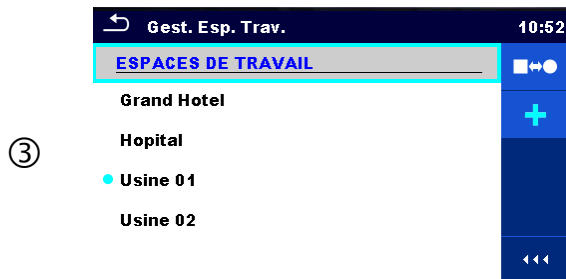 Gest. Esp. Trav. 10:52
ESPACES DE TRAVAIL
Grand Hotel
Hopital
③
Usine 01
Usine 02